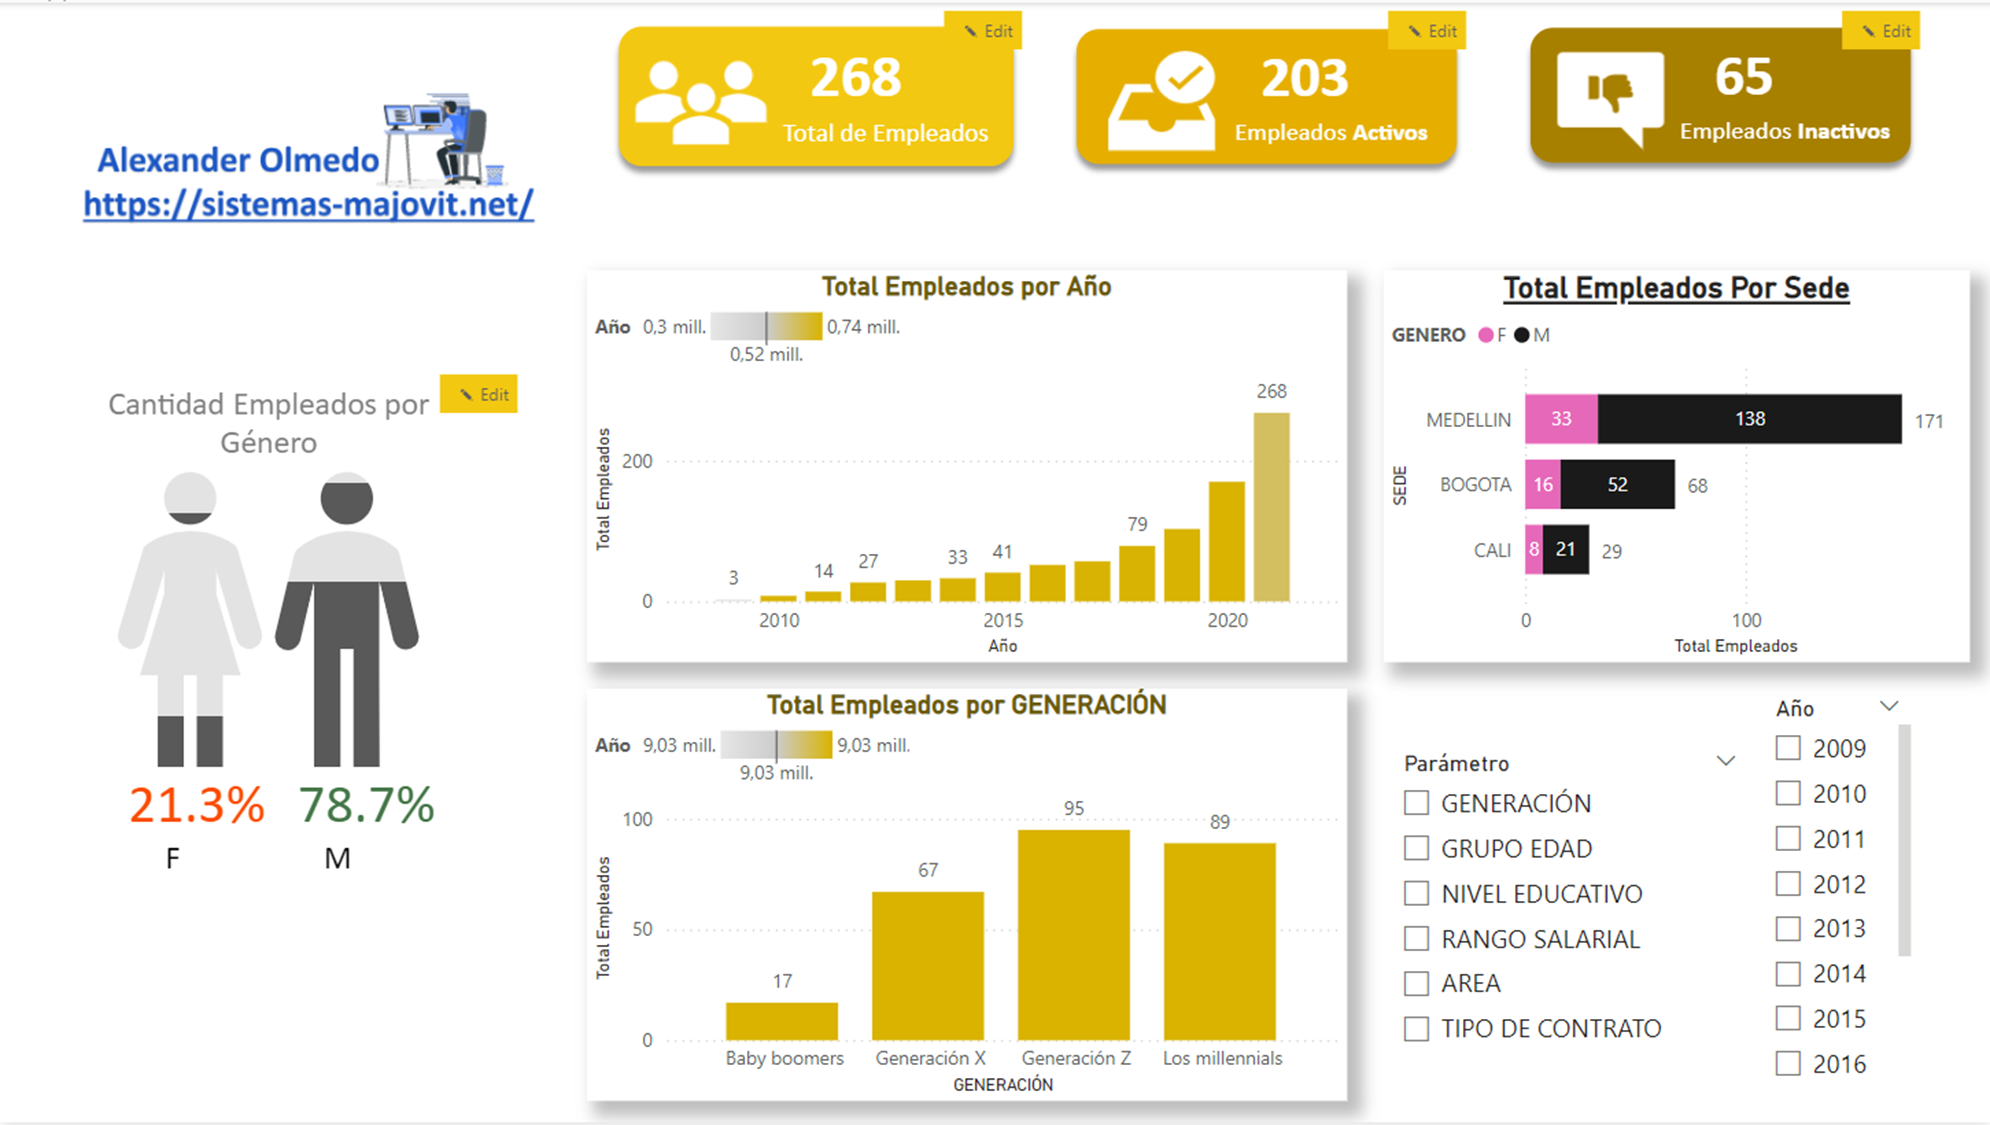 Alexander Olmedo
https://sistemas-majovit.net/
Edit
268
Total de Empleados
Edit
203
Empleados Activos
Edit
65
Empleados Inactivos
Edit
Cantidad Empleados por
Género
21.3%
78.7%
F
M
Total Empleados por Año
Año 0,3 mill. 0,74 mill.
0,52 mill.
Total Empleados
200
0
3
14
27
33
41
79
268
2010
2015
2020
Año
Total Empleados Por Sede
GENERO F M
SEDE
MEDELLIN 33 138 171
BOGOTA 16 52 68
CALI 8 21 29
0
100
Total Empleados
Total Empleados por GENERACIÓN
Año 9,03 mill. 9,03 mill.
9,03 mill.
Total Empleados
100
50
0
17
67
95
89
Baby boomers
Generación X
Generación Z
Los millennials
GENERACIÓN
Parámetro
GENERACIÓN
GRUPO EDAD
NIVEL EDUCATIVO
RANGO SALARIAL
AREA
TIPO DE CONTRATO
Año
2009
2010
2011
2012
2013
2014
2015
2016